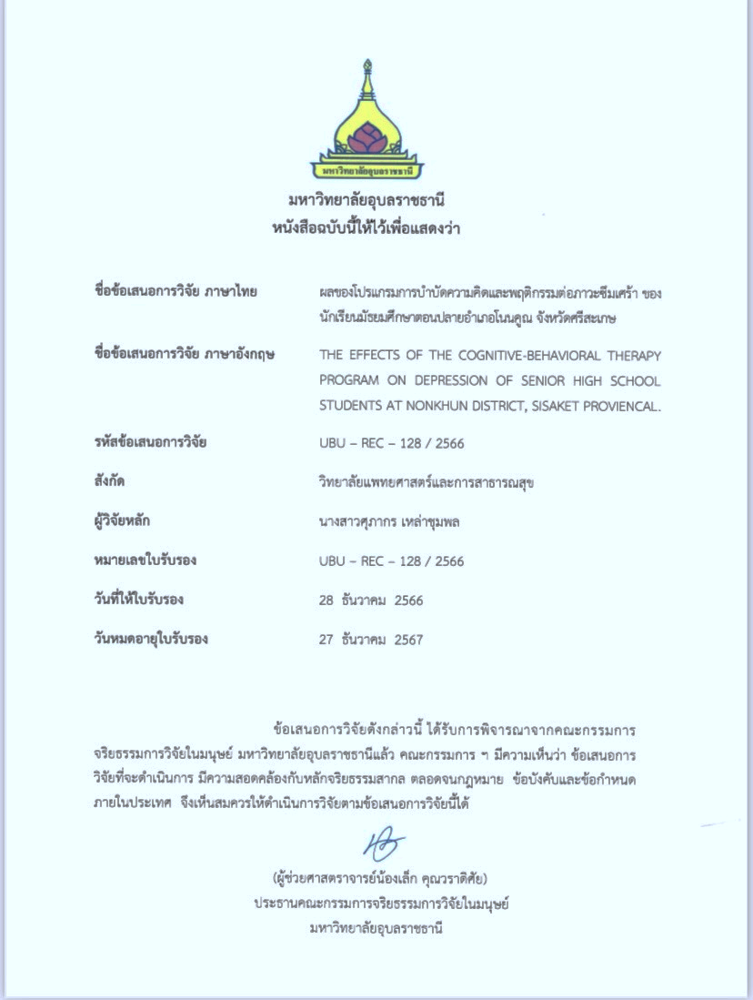 มหาวิทยาลัยอุบลราชธานี
มหาวิทยาลัยอุบลราชธานี
หนังสือฉบับนี้ให้ไว้เพื่อแสดงว่า
ชื่อข้อเสนอการวิจัย ภาษาไทย ผลของโปรแกรมการบำบัดความคิดและพฤติกรรมต่อภาวะซึมเศร้า ของ
นักเรียนมัธยมศึกษาตอนปลายอำเภอโนนคูณ จังหวัดศรีสะเกษ
ชื่อข้อเสนอการวิจัย ภาษาอังกฤษ THE EFFECTS OF THE COGNITIVE-BEHAVIORAL THERAPY
PROGRAM ON DEPRESSION OF SENIOR HIGH SCHOOL
STUDENTS AT NONKHUN DISTRICT, SISAKET PROVIENCAL.
รหัสข้อเสนอการวิจัย UBU – REC – 128 / 2566
สังกัด วิทยาลัยแพทยศาสตร์และการสาธารณสุข
ผู้วิจัยหลัก นางสาวศุภากร เหล่าชุมพล
หมายเลขใบรับรอง UBU – REC – 128 / 2566
วันที่ให้ใบรับรอง 28 ธันวาคม 2566
วันหมดอายุใบรับรอง 27 ธันวาคม 2567
ข้อเสนอการวิจัยดังกล่าวนี้ ได้รับการพิจารณาจากคณะกรรมการ
จริยธรรมการวิจัยในมนุษย์ มหาวิทยาลัยอุบลราชธานีแล้ว คณะกรรมการ ฯ มีความเห็นว่า ข้อเสนอการ
วิจัยที่จะดำเนินการ มีความสอดคล้องกับหลักจริยธรรมสากล ตลอดจนกฎหมาย ข้อบังคับและข้อกำหนด
ภายในประเทศ จึงเห็นสมควรให้ดำเนินการวิจัยตามข้อเสนอการวิจัยนี้ได้
(ผู้ช่วยศาสตราจารย์น้องเล็ก คุณวราดิศัย)
ประธานคณะกรรมการจริยธรรมการวิจัยในมนุษย์
มหาวิทยาลัยอุบลราชธานี